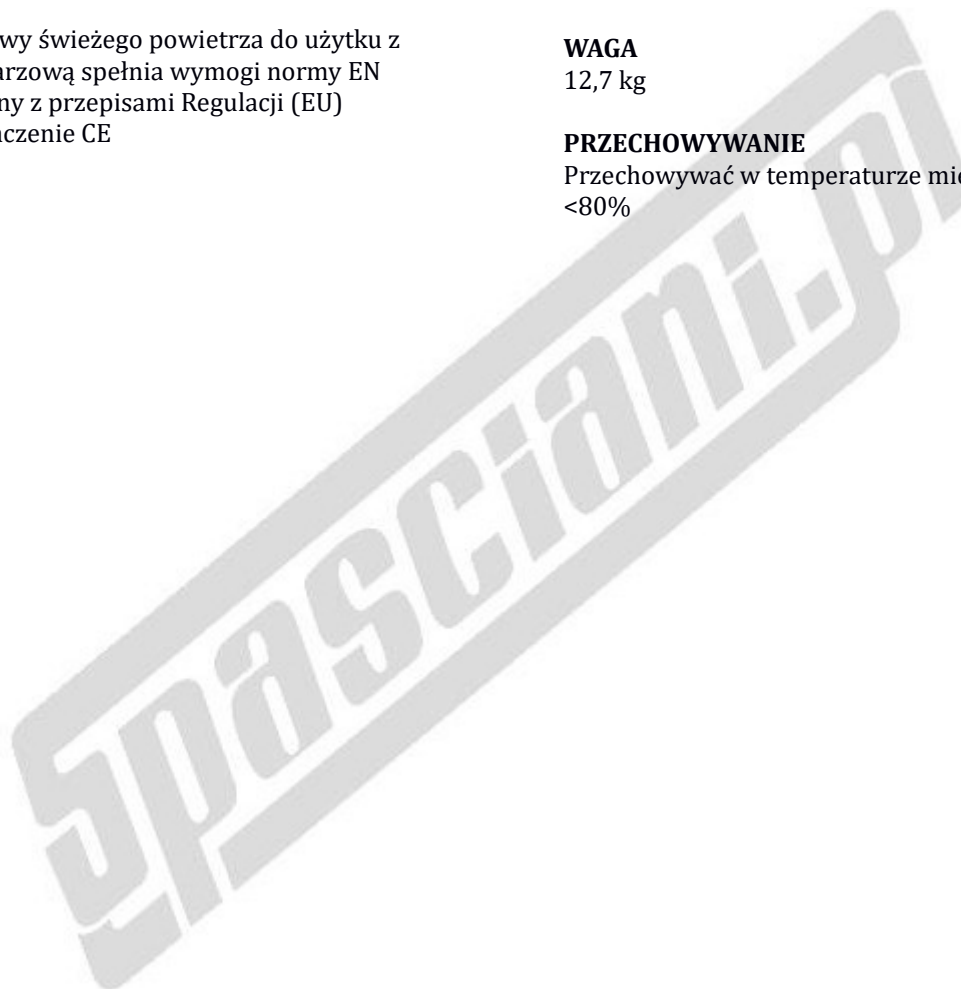 wy świeżego powietrza do użytku z
arzową spełnia wymogi normy EN
ny z przepisami Regulacji (EU)
aczenie CE
WAGA
12,7 kg
PRZECHOWYWANIE
Przechowywać w temperaturze mie
<80%
spasciani.pl